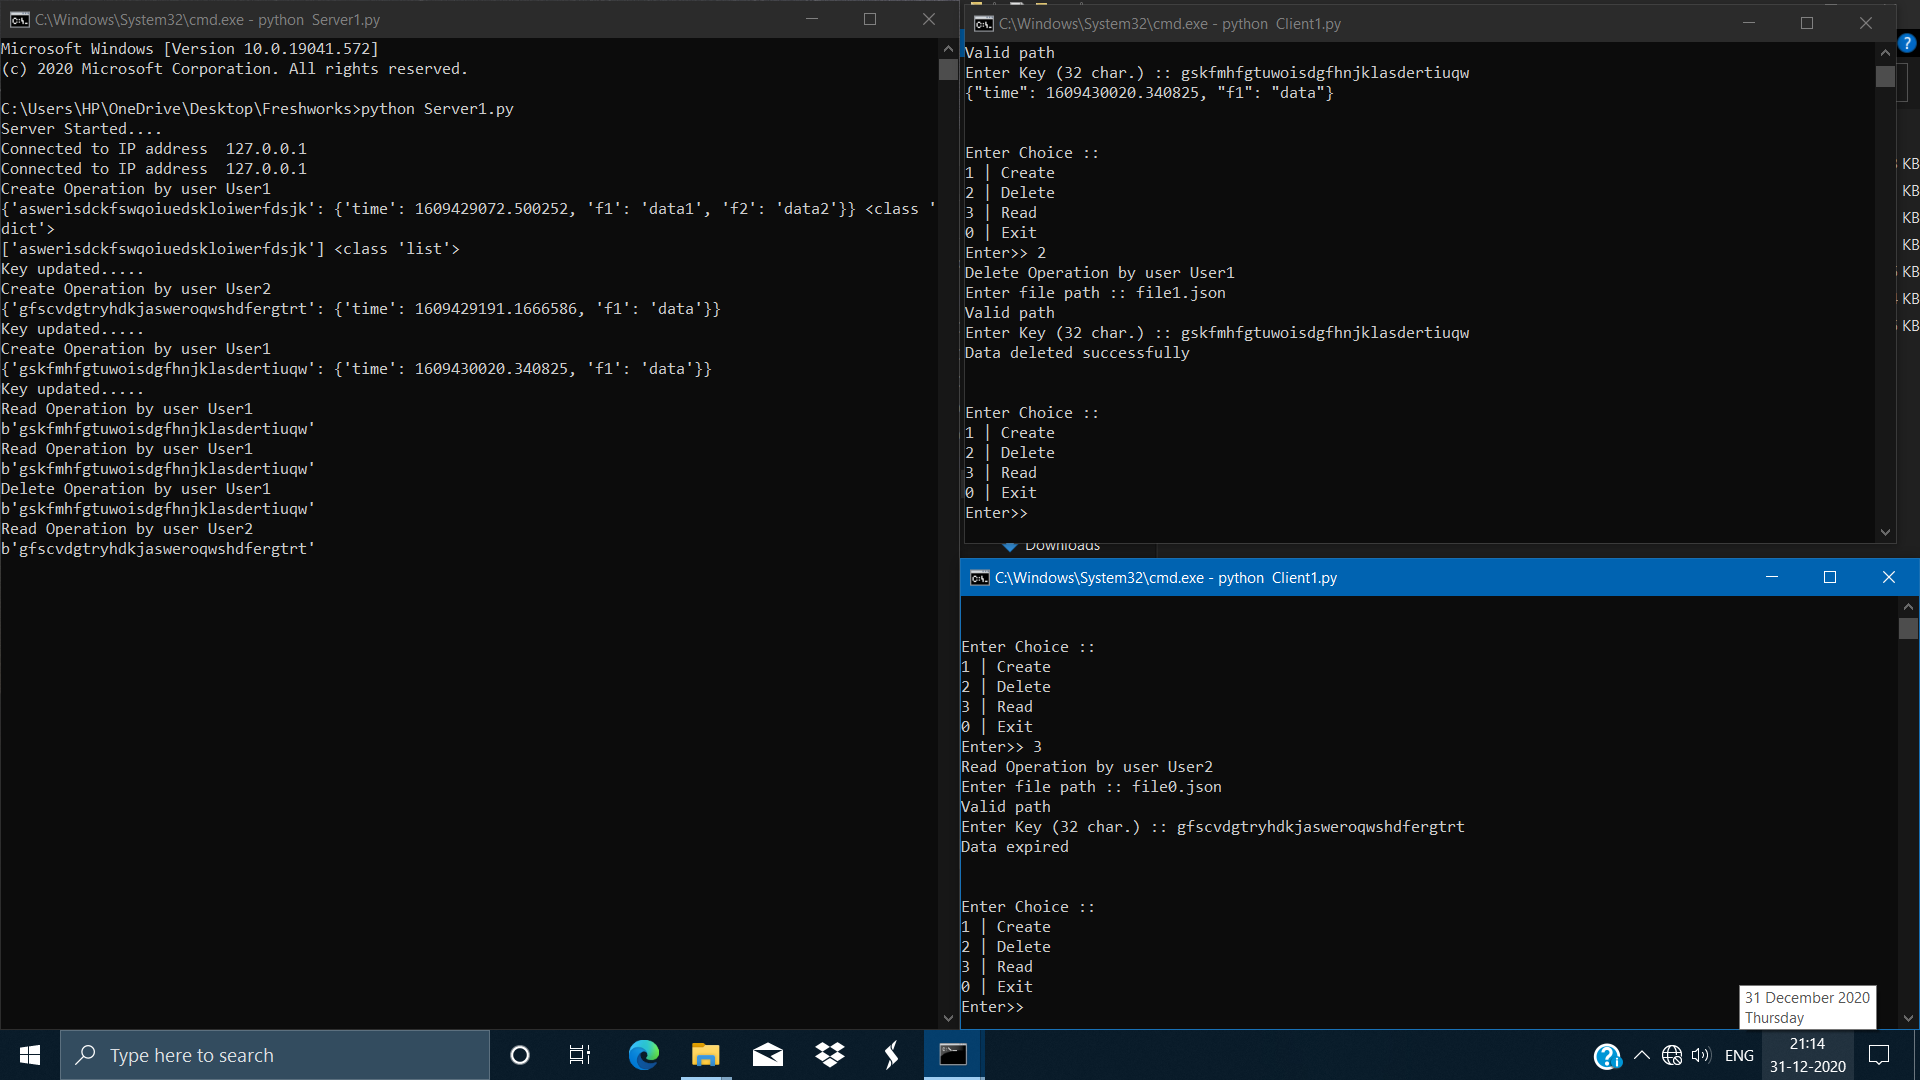 C:\Windows\System32\cmd.exe - python  Server1.py
Microsoft Windows [Version 10.0.19041.572]
(c) 2020 Microsoft Corporation. All rights reserved.
C:\Users\HP\OneDrive\Desktop\Freshworks>python Server1.py
Server Started....
Connected to IP address  127.0.0.1
Connected to IP address  127.0.0.1
Create Operation by user User1
{'aswerisdckfswqoiuedskloiwerfdsjk': {'time': 1609429072.500252, 'f1': 'data1', 'f2': 'data2'}} <class '
dict'>
['aswerisdckfswqoiuedskloiwerfdsjk'] <class 'list'>
Key updated.....
Create Operation by user User2
{'gfscvdgtryhdkjasweroqwshdfergtrt': {'time': 1609429191.1666586, 'f1': 'data'}}
Key updated.....
Create Operation by user User1
{'gskfmhfgtuwoisdgfhnjklasdertiuqw': {'time': 1609430020.340825, 'f1': 'data'}}
Key updated.....
Read Operation by user User1
b'gskfmhfgtuwoisdgfhnjklasdertiuqw'
Read Operation by user User1
b'gskfmhfgtuwoisdgfhnjklasdertiuqw'
Delete Operation by user User1
b'gskfmhfgtuwoisdgfhnjklasdertiuqw'
Read Operation by user User2
b'gfscvdgtryhdkjasweroqwshdfergtrt'
C:\Windows\System32\cmd.exe - python  Client1.py
Valid path
Enter Key (32 char.) :: gskfmhfgtuwoisdgfhnjklasdertiuqw
{"time": 1609430020.340825, "f1": "data"}
Enter Choice ::
1 | Create
2 | Delete
3 | Read
0 | Exit
Enter>> 2
Delete Operation by user User1
Enter file path :: file1.json
Valid path
Enter Key (32 char.) :: gskfmhfgtuwoisdgfhnjklasdertiuqw
Data deleted successfully
Enter Choice ::
1 | Create
2 | Delete
3 | Read
0 | Exit
Enter>>
KB
KB
KB
KB
KB
KB
KB
Downloads
C:\Windows\System32\cmd.exe - python  Client1.py
Enter Choice ::
1 | Create
2 | Delete
3 | Read
0 | Exit
Enter>> 3
Read Operation by user User2
Enter file path :: file0.json
Valid path
Enter Key (32 char.) :: gfscvdgtryhdkjasweroqwshdfergtrt
Data expired
Enter Choice ::
1 | Create
2 | Delete
3 | Read
0 | Exit
Enter>>
31 December 2020
Thursday
Type here to search
ENG
21:14
31-12-2020